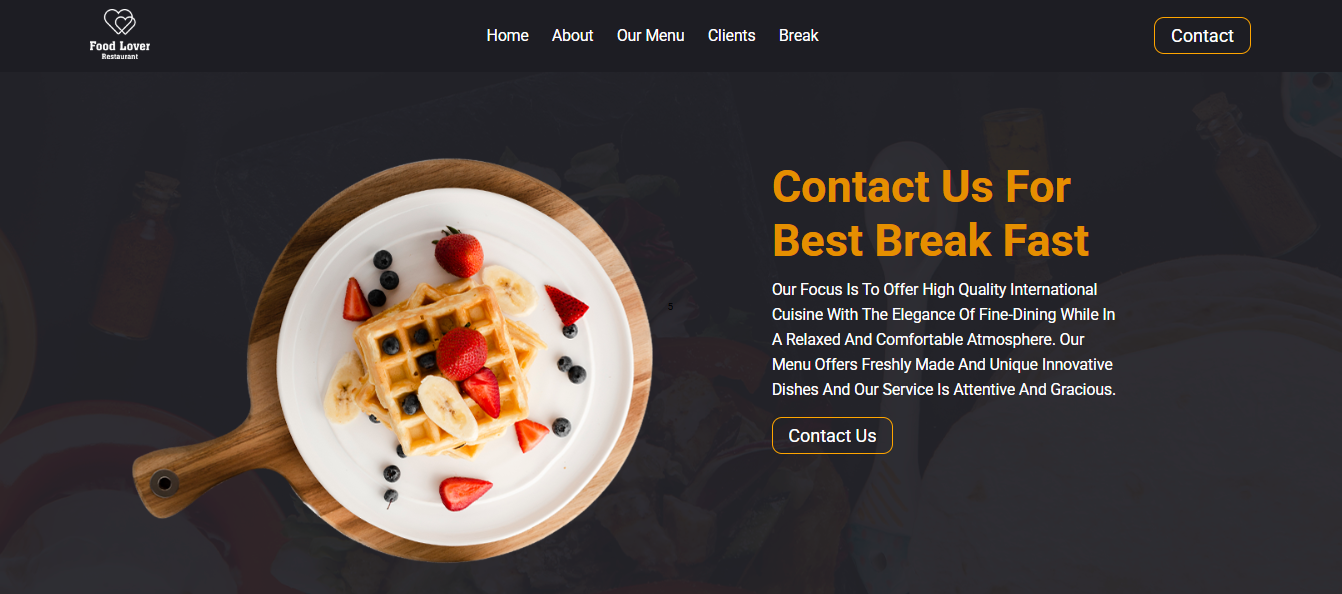 Food Lover
Restaurant
Home About Our Menu Clients Break
Contact
Contact Us For
Best Break Fast
Our Focus Is To Offer High Quality International
Cuisine With The Elegance Of Fine-Dining While In
A Relaxed And Comfortable Atmosphere. Our
Menu Offers Freshly Made And Unique Innovative
Dishes And Our Service Is Attentive And Gracious.
Contact Us